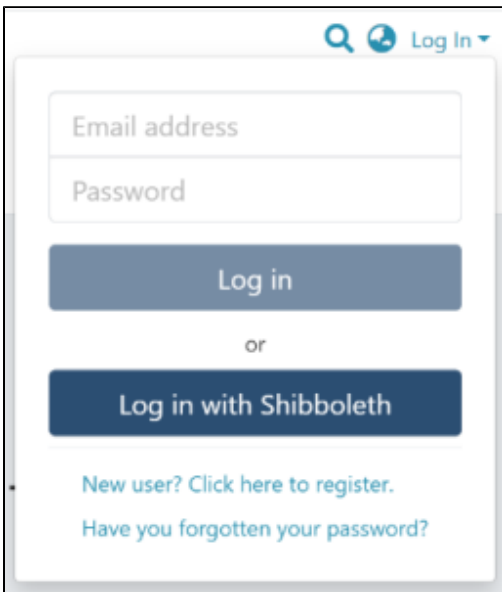 Log In
Email address
Password
Log in
or
Log in with Shibboleth
New user? Click here to register.
Have you forgotten your password?